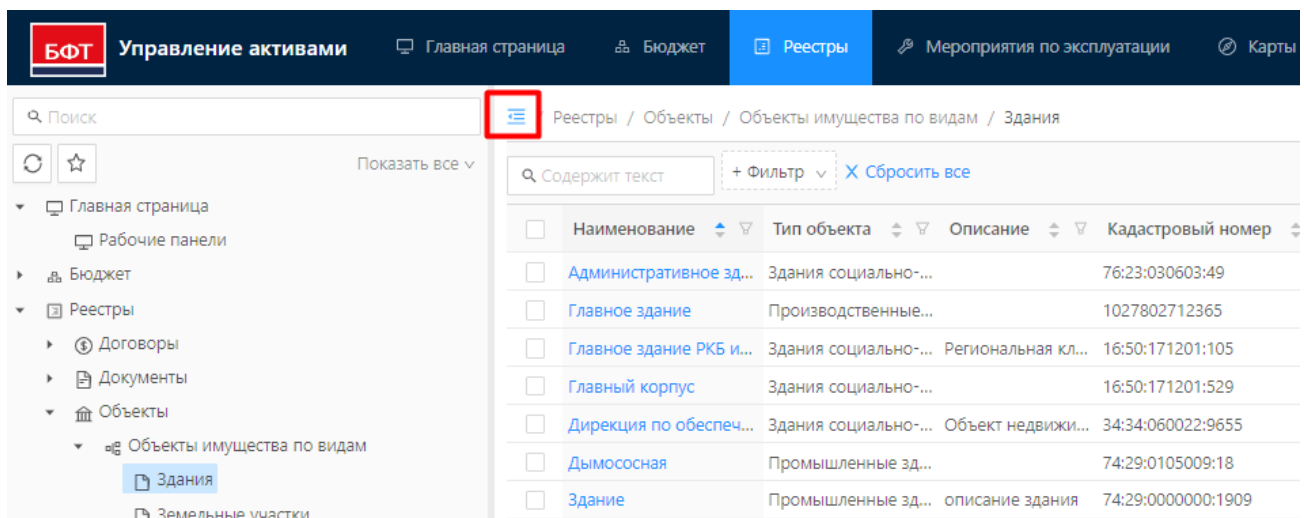 БФТ Управление активами Главная страница Бюджет Реестры Мероприятия по эксплуатации Карты
Поиск
Реестры / Объекты / Объекты имущества по видам / Здания
Показать все
Содержит текст + Фильтр X Сбросить все
Главная страница
Рабочие панели
Бюджет
Реестры
Договоры
Документы
Объекты
Объекты имущества по видам
Здания
Земельные участки
Наименование Тип объекта Описание Кадастровый номер
Административное зд... Здания социально-... 76:23:030603:49
Главное здание Производственные... 1027802712365
Главное здание РКБ и... Здания социально-... Региональная кл... 16:50:171201:105
Главный корпус Здания социально-... 16:50:171201:529
Дирекция по обеспеч... Здания социально-... Объект недвижи... 34:34:060022:9655
Дымососная Промышленные зд... 74:29:0105009:18
Здание Промышленные зд... описание здания 74:29:0000000:1909